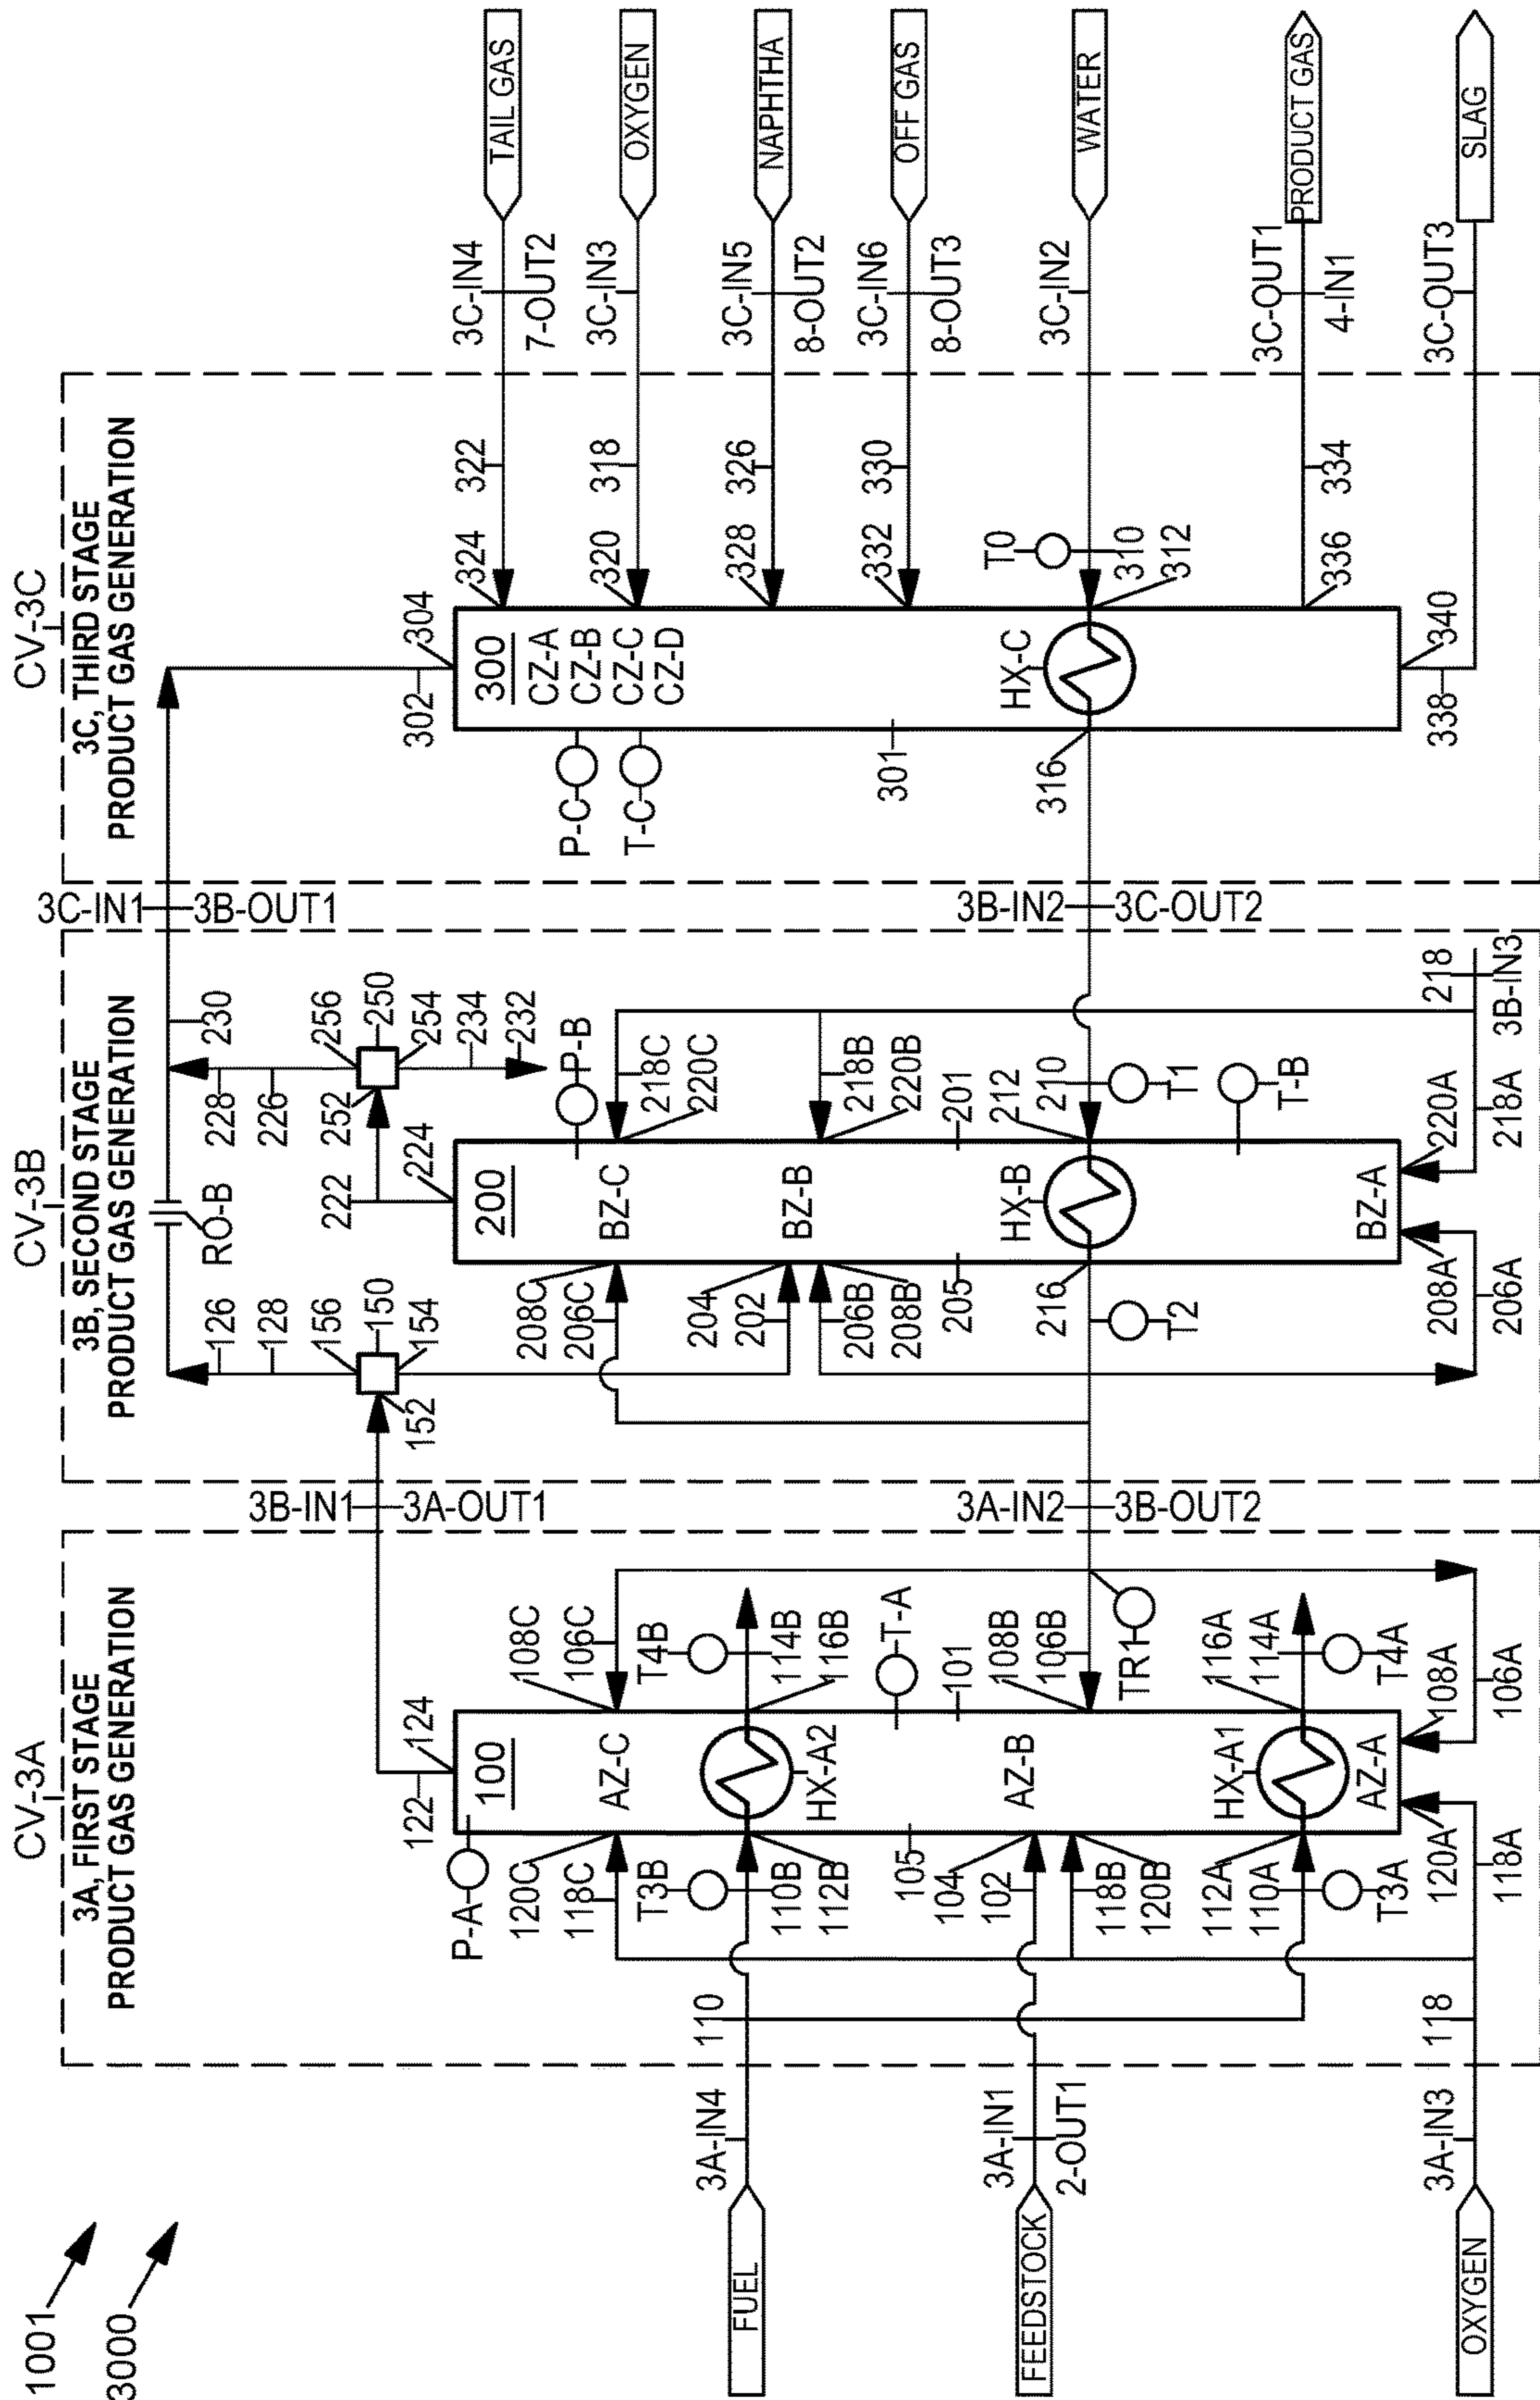 1001
3000
CV-3A
3A, FIRST STAGE
PRODUCT GAS GENERATION
CV-3B
3B, SECOND STAGE
PRODUCT GAS GENERATION
CV-3C
3C, THIRD STAGE
PRODUCT GAS GENERATION
FUEL
3A-IN4
FEEDSTOCK
3A-IN1
2-OUT1
OXYGEN
3A-IN3
110
118
P-A
122
124
100
AZ-C
HX-A2
AZ-B
HX-A1
AZ-A
120C
118C
T3B
110B
112B
105
104
102
118B
120B
112A
110A
T3A
120A
118A
108C
106C
T4B
114B
116B
T-A
101
108B
106B
TR1
116A
114A
T4A
108A
106A
3B-IN1
3A-OUT1
3A-IN2
3B-OUT2
126
128
156
150
154
152
RO-B
222
224
200
BZ-C
BZ-B
HX-B
BZ-A
208C
206C
204
202
206B
208B
205
216
T2
208A
206A
230
228
226
256
250
254
252
234
232
P-B
218C
220C
218B
220B
201
212
210
T1
T-B
220A
218A
218
3B-IN3
3C-IN1
3B-OUT1
3B-IN2
3C-OUT2
302
304
300
CZ-A
CZ-B
CZ-C
CZ-D
HX-C
P-C
T-C
301
316
324
322
320
318
328
326
332
330
T0
310
312
334
336
340
338
3C-IN4
7-OUT2
TAIL GAS
3C-IN3
OXYGEN
3C-IN5
8-OUT2
NAPHTHA
3C-IN6
8-OUT3
OFF GAS
3C-IN2
WATER
3C-OUT1
4-IN1
PRODUCT GAS
3C-OUT3
SLAG